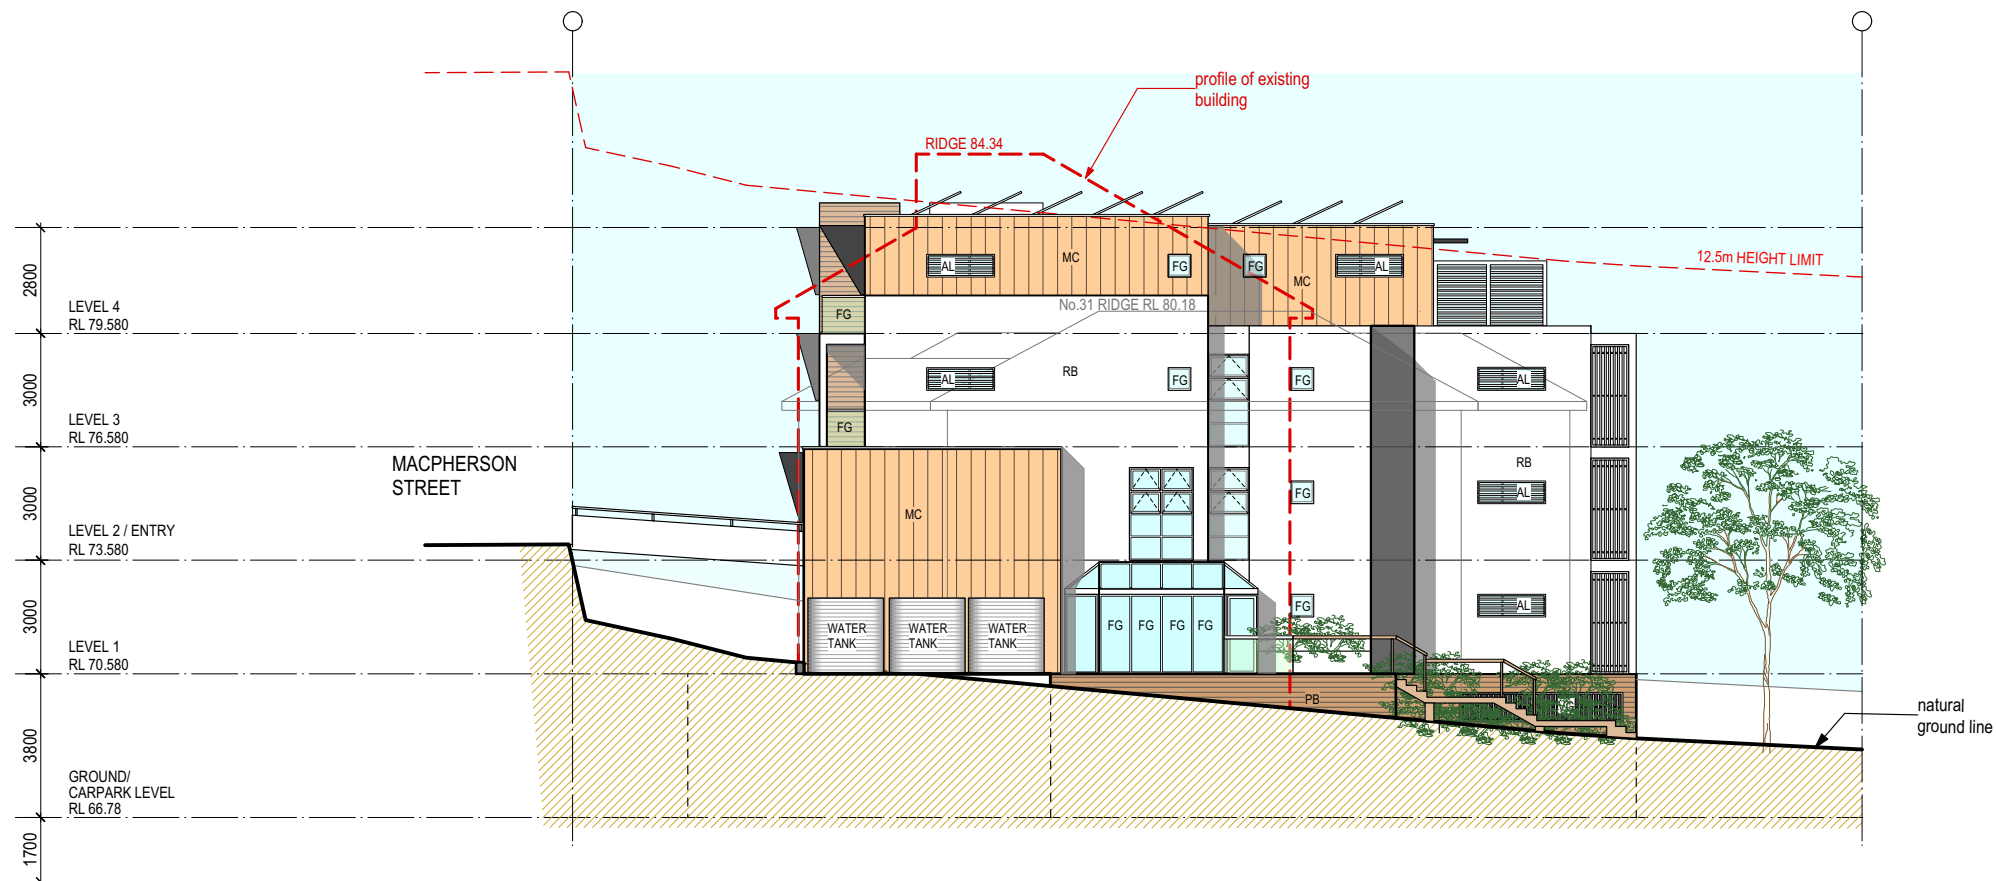 profile of existing
building
RIDGE 84.34
12.5m HEIGHT LIMIT
2800
LEVEL 4
RL 79.580
AL
MC
FG
FG
AL
MC
FG
No.31 RIDGE RL 80.18
3000
LEVEL 3
RL 76.580
AL
RB
FG
FG
AL
FG
MACPHERSON
STREET
3000
LEVEL 2 / ENTRY
RL 73.580
MC
FG
RB
AL
3000
LEVEL 1
RL 70.580
WATER
TANK
WATER
TANK
WATER
TANK
FG
FG
FG
FG
FG
AL
PB
natural
ground line
3800
GROUND/
CARPARK LEVEL
RL 66.78
1700